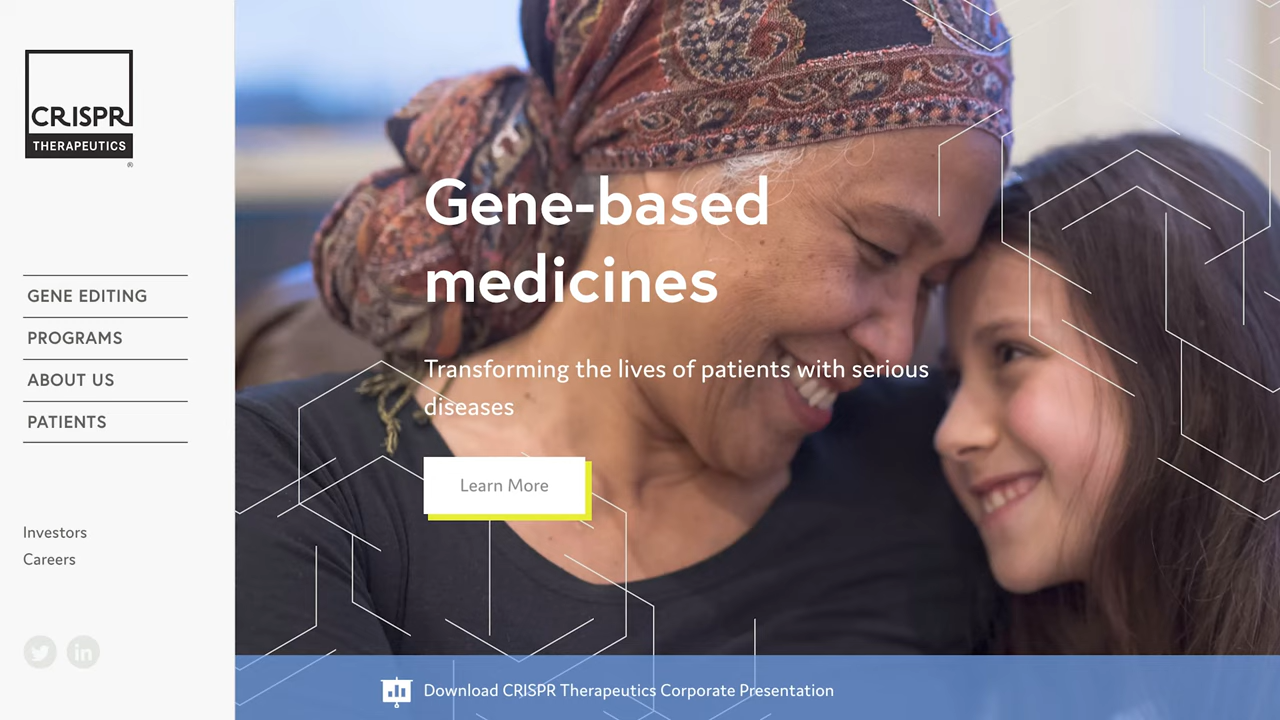 CRISPR
THERAPEUTICS
®
GENE EDITING
PROGRAMS
ABOUT US
PATIENTS
Investors
Careers
in
Gene-based
medicines
Transforming the lives of patients with serious
diseases
Learn More
Download CRISPR Therapeutics Corporate Presentation